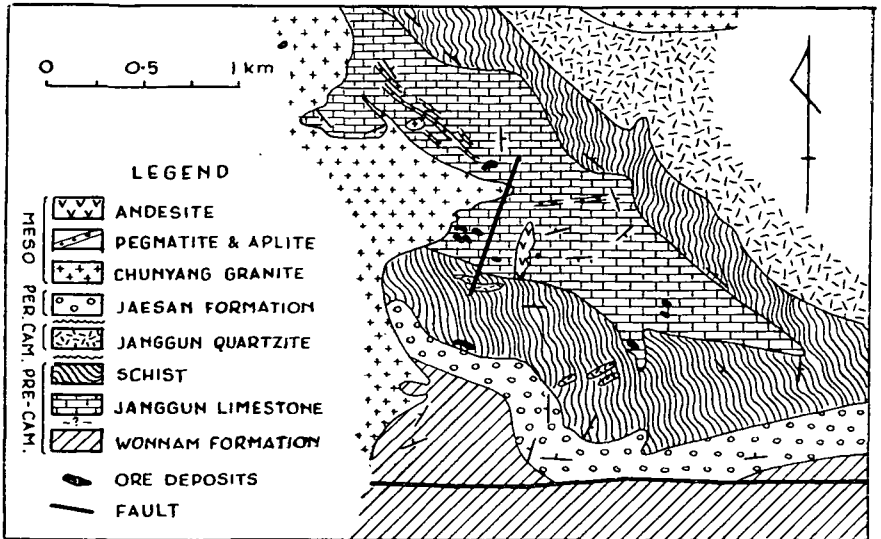 0 0·5 1 km
LEGEND
ANDESITE
PEGMATITE & APLITE
CHUNYANG GRANITE
JAESAN FORMATION
JANGGUN QUARTZITE
SCHIST
JANGGUN LIMESTONE
-?-
WONNAM FORMATION
ORE DEPOSITS
FAULT
MESO
PER.CAM.
PRE-CAM.